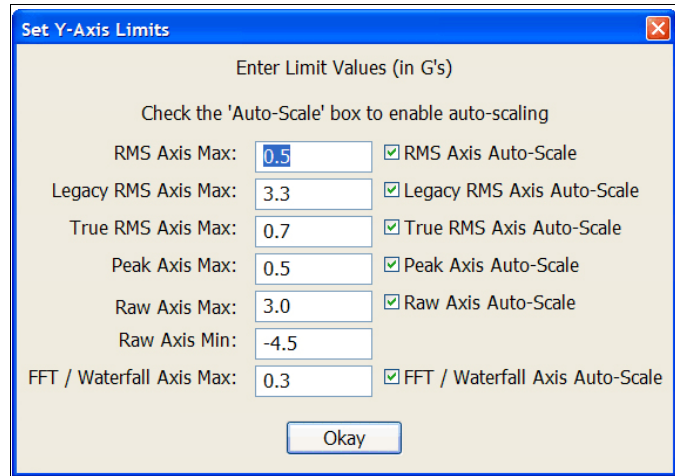 Set Y-Axis Limits
Enter Limit Values (in G's)
Check the 'Auto-Scale' box to enable auto-scaling
RMS Axis Max: 0.5 RMS Axis Auto-Scale
Legacy RMS Axis Max: 3.3 Legacy RMS Axis Auto-Scale
True RMS Axis Max: 0.7 True RMS Axis Auto-Scale
Peak Axis Max: 0.5 Peak Axis Auto-Scale
Raw Axis Max: 3.0 Raw Axis Auto-Scale
Raw Axis Min: -4.5
FFT / Waterfall Axis Max: 0.3 FFT / Waterfall Axis Auto-Scale
Okay